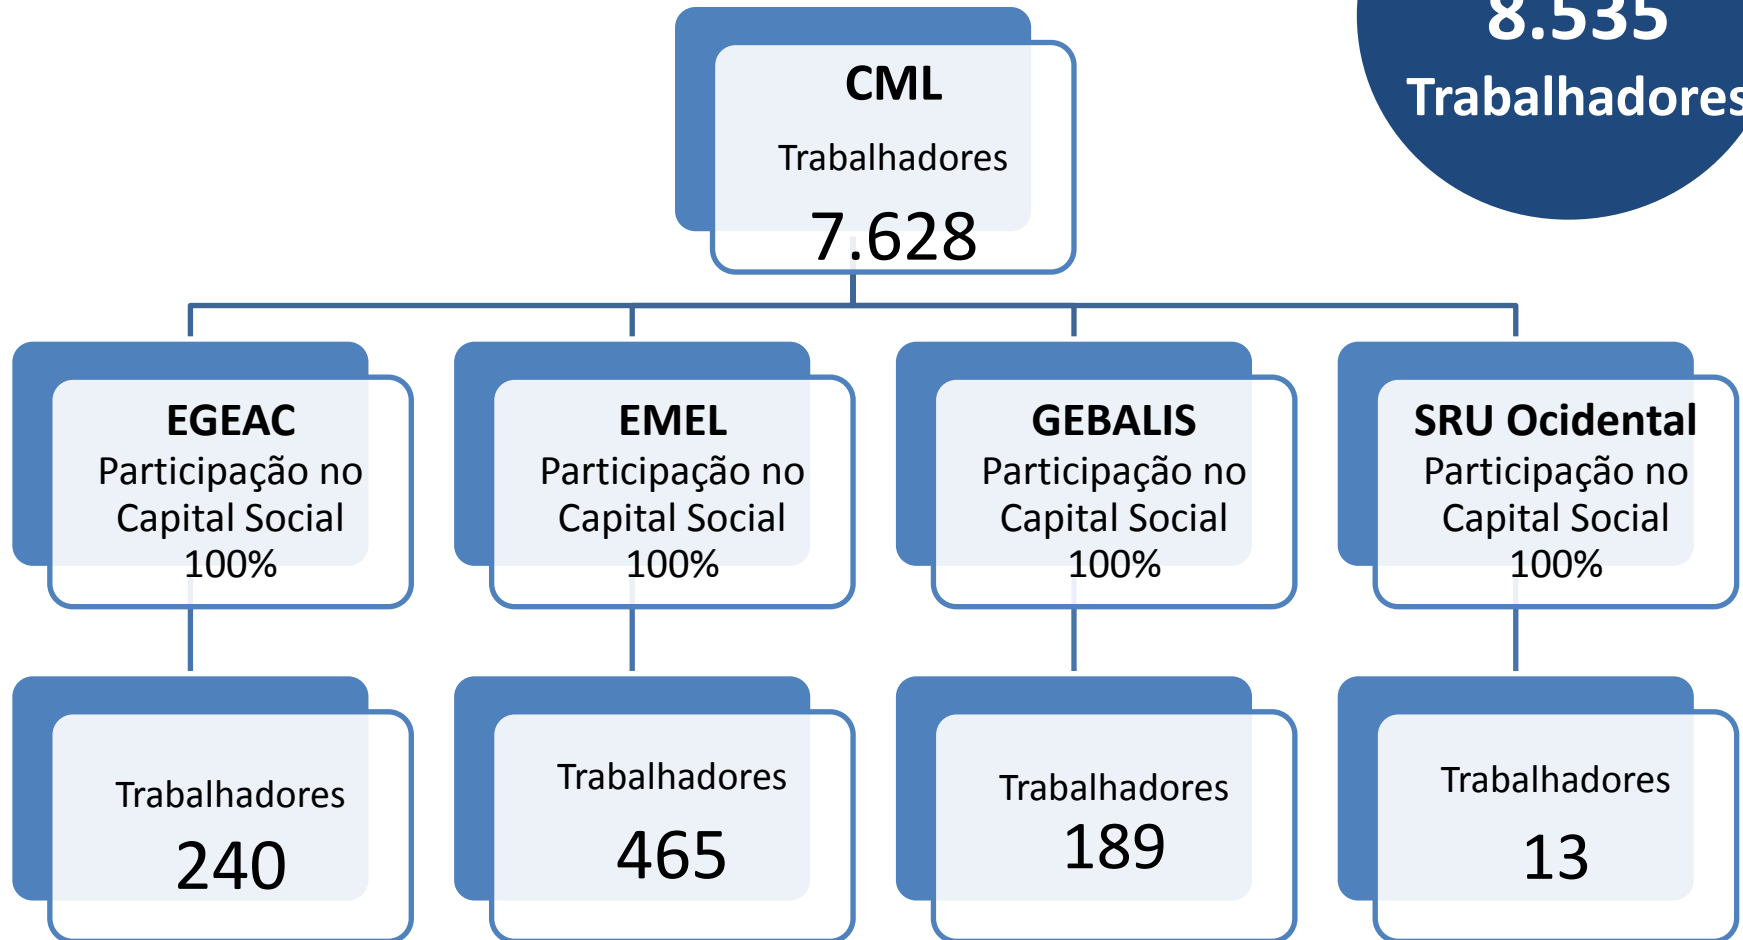 8.535
Trabalhadores
CML
Trabalhadores
7.628
EGEAC
Participação no
Capital Social
100%
EMEL
Participação no
Capital Social
100%
GEBALIS
Participação no
Capital Social
100%
SRU Ocidental
Participação no
Capital Social
100%
Trabalhadores
240
Trabalhadores
465
Trabalhadores
189
Trabalhadores
13